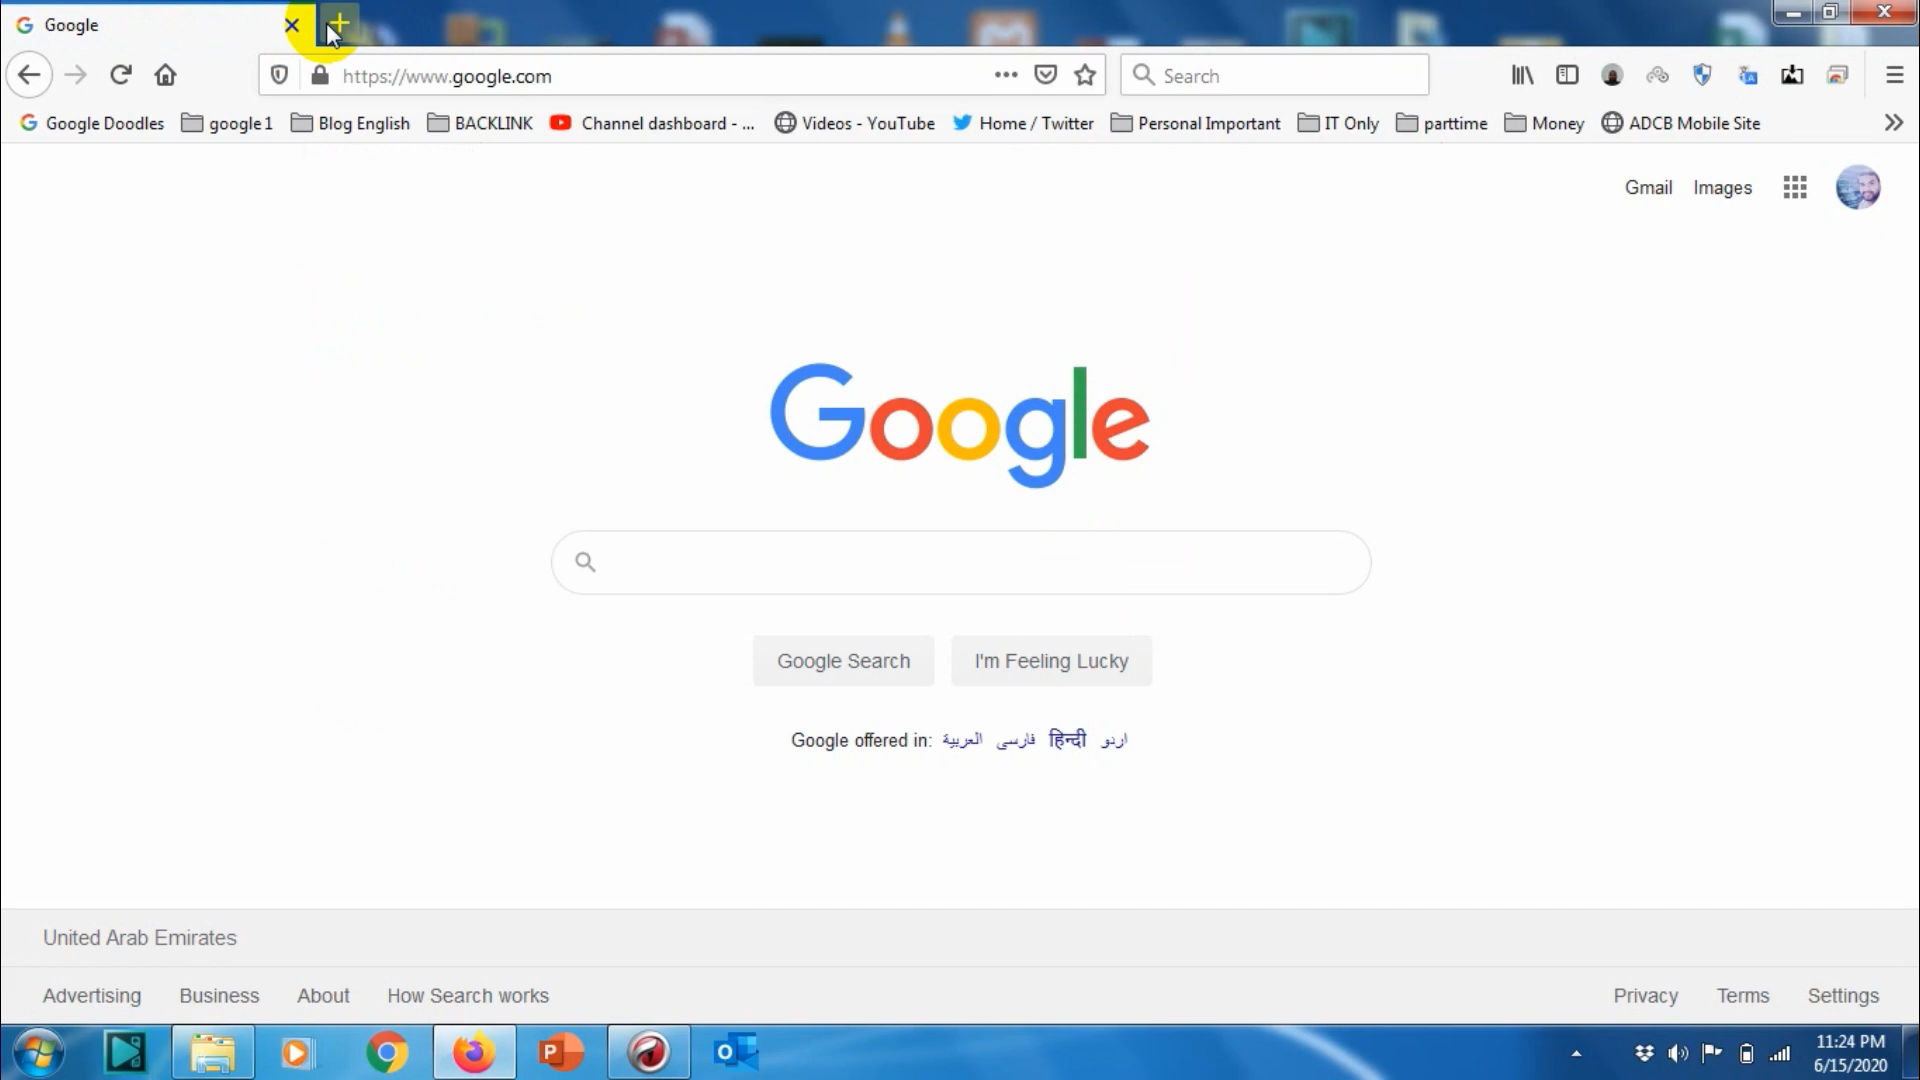 Google
https://www.google.com
Search
Google Doodles google1 Blog English BACKLINK Channel dashboard - ... Videos - YouTube Home / Twitter Personal Important IT Only parttime Money ADCB Mobile Site
Gmail Images
Google
Google Search I'm Feeling Lucky
Google offered in: العربية فارسی हिन्दी اردو
United Arab Emirates
Advertising Business About How Search works Privacy Terms Settings
11:24 PM
6/15/2020